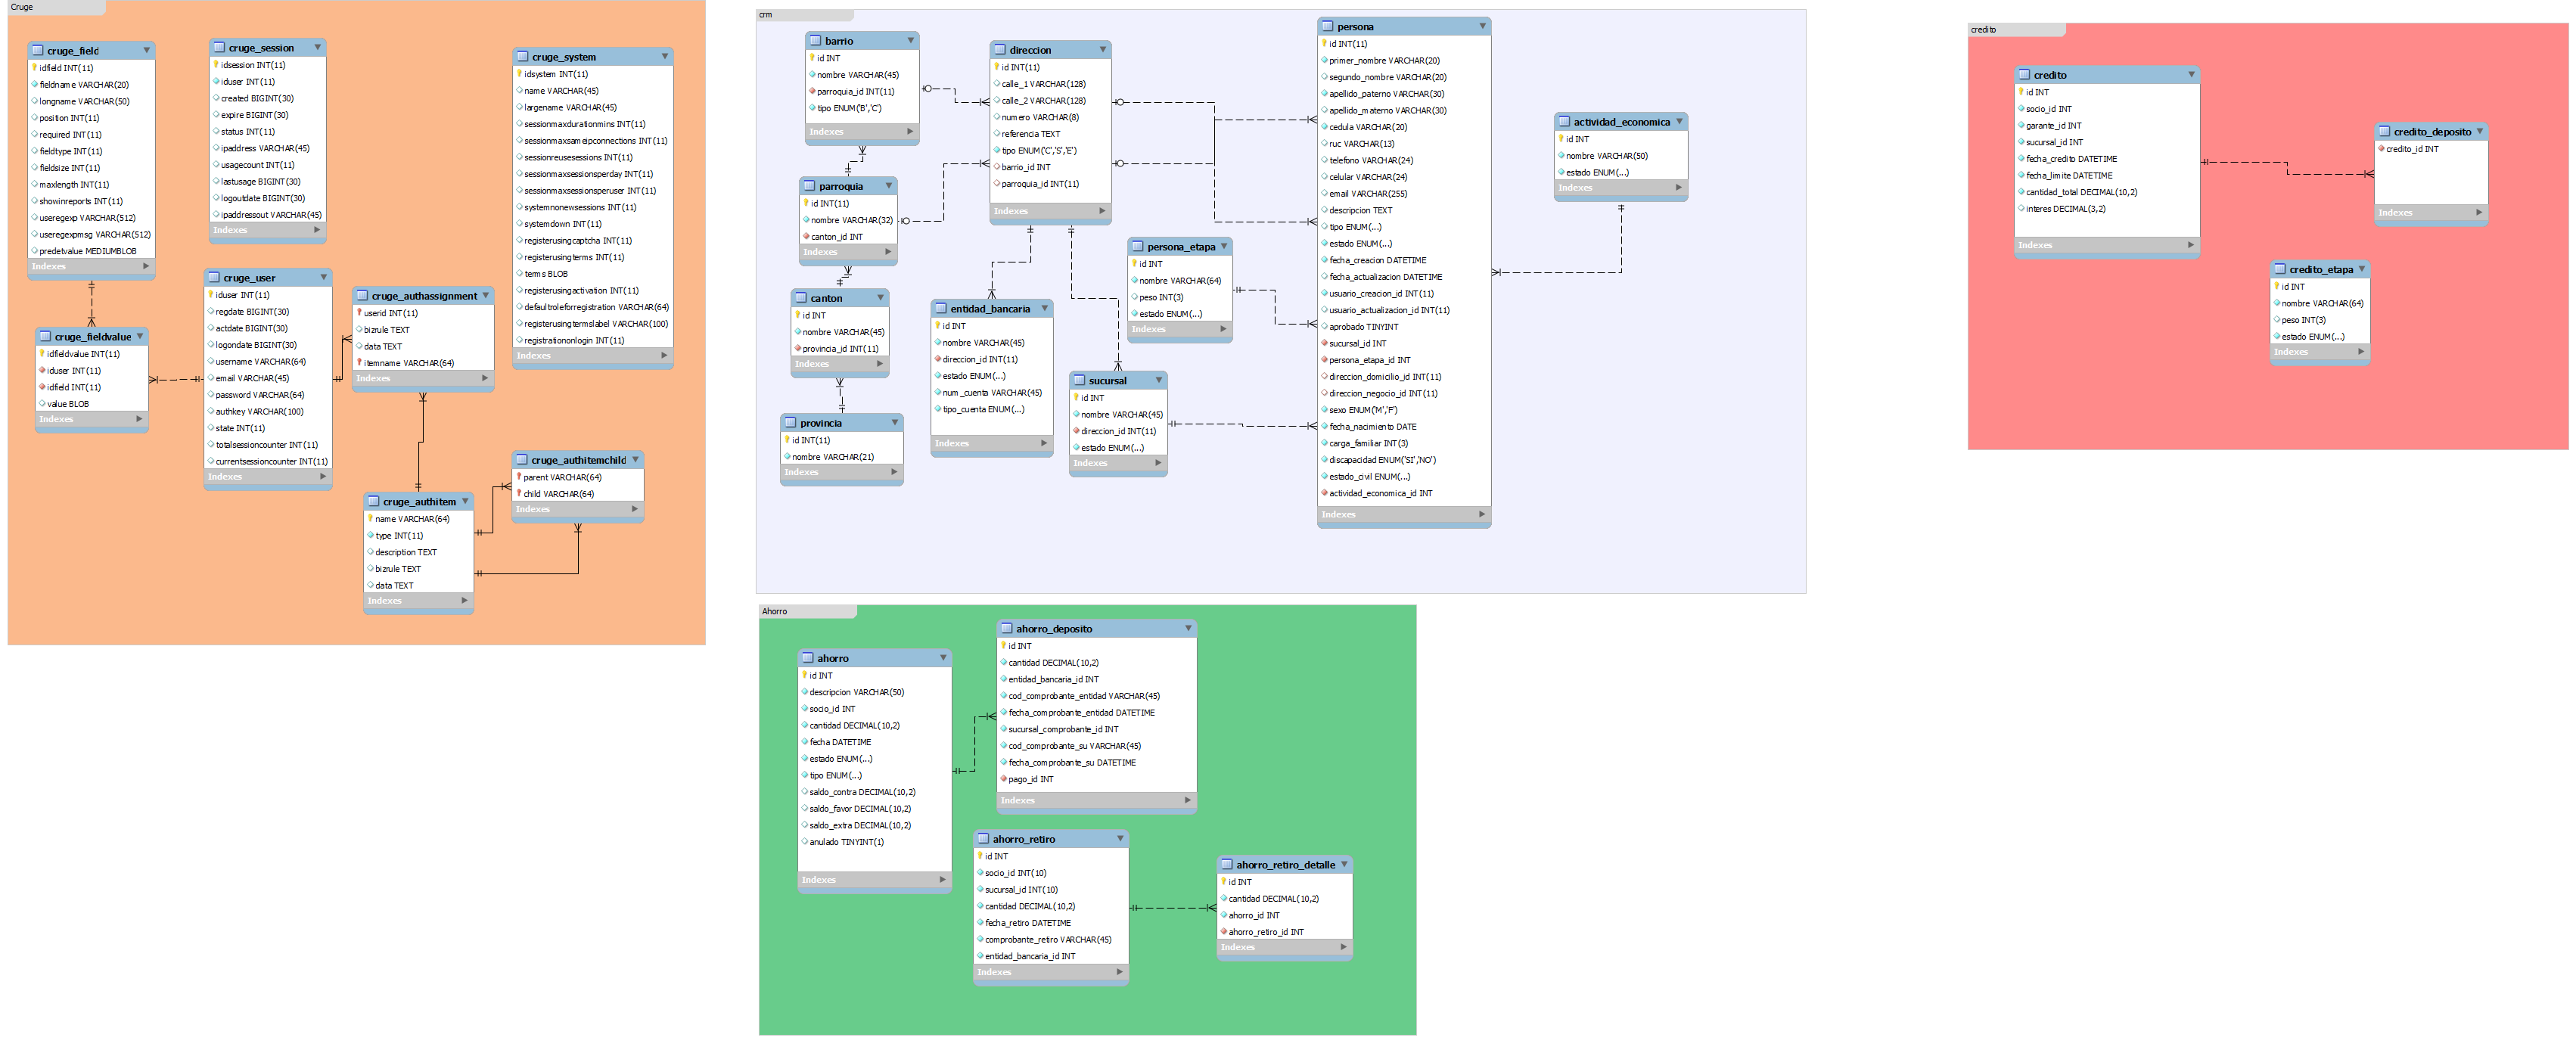 Cruge
cruge_field
idfield INT(11)
fieldname VARCHAR(20)
longname VARCHAR(50)
position INT(11)
required INT(11)
fieldtype INT(11)
fieldsize INT(11)
maxlength INT(11)
showinreports INT(11)
useregexp VARCHAR(512)
useregexpmsg VARCHAR(512)
predetvalue MEDIUMBLOB
Indexes
cruge_session
idsession INT(11)
iduser INT(11)
created BIGINT(30)
expire BIGINT(30)
status INT(11)
ipaddress VARCHAR(45)
usagecount INT(11)
lastusage BIGINT(30)
logoutdate BIGINT(30)
ipaddressout VARCHAR(45)
Indexes
cruge_system
idsystem INT(11)
name VARCHAR(45)
largename VARCHAR(45)
sessionmaxdurationmins INT(11)
sessionmaxsameipconnections INT(11)
sessionreusesessions INT(11)
sessionmaxsessionsperday INT(11)
sessionmaxsessionsperuser INT(11)
systemnonewsessions INT(11)
systemdown INT(11)
registerusingcaptcha INT(11)
registerusingterms INT(11)
terms BLOB
registerusingactivation INT(11)
defaultroleforregistration VARCHAR(64)
registerusingtermslabel VARCHAR(100)
registrationonlogin INT(11)
Indexes
cruge_user
iduser INT(11)
regdate BIGINT(30)
actdate BIGINT(30)
logondate BIGINT(30)
username VARCHAR(64)
email VARCHAR(45)
password VARCHAR(64)
authkey VARCHAR(100)
state INT(11)
totalsessioncounter INT(11)
currentsessioncounter INT(11)
Indexes
cruge_authassignment
userid INT(11)
bizrule TEXT
data TEXT
itemname VARCHAR(64)
Indexes
cruge_fieldvalue
idfieldvalue INT(11)
iduser INT(11)
idfield INT(11)
value BLOB
Indexes
cruge_authitemchild
parent VARCHAR(64)
child VARCHAR(64)
Indexes
cruge_authitem
name VARCHAR(64)
type INT(11)
description TEXT
bizrule TEXT
data TEXT
Indexes
crm
barrio
id INT
nombre VARCHAR(45)
parroquia_id INT(11)
tipo ENUM('B','C')
Indexes
direccion
id INT(11)
calle_1 VARCHAR(128)
calle_2 VARCHAR(128)
numero VARCHAR(8)
referencia TEXT
tipo ENUM('C','S','E')
barrio_id INT
parroquia_id INT(11)
Indexes
parroquia
id INT(11)
nombre VARCHAR(32)
canton_id INT
Indexes
canton
id INT
nombre VARCHAR(45)
provincia_id INT(11)
Indexes
provincia
id INT(11)
nombre VARCHAR(21)
Indexes
entidad_bancaria
id INT
nombre VARCHAR(45)
direccion_id INT(11)
estado ENUM(...)
num_cuenta VARCHAR(45)
tipo_cuenta ENUM(...)
Indexes
persona_etapa
id INT
nombre VARCHAR(64)
peso INT(3)
estado ENUM(...)
Indexes
sucursal
id INT
nombre VARCHAR(45)
direccion_id INT(11)
estado ENUM(...)
Indexes
persona
id INT(11)
primer_nombre VARCHAR(20)
segundo_nombre VARCHAR(20)
apellido_paterno VARCHAR(30)
apellido_materno VARCHAR(30)
cedula VARCHAR(20)
ruc VARCHAR(13)
telefono VARCHAR(24)
celular VARCHAR(24)
email VARCHAR(255)
descripcion TEXT
tipo ENUM(...)
estado ENUM(...)
fecha_creacion DATETIME
fecha_actualizacion DATETIME
usuario_creacion_id INT(11)
usuario_actualizacion_id INT(11)
aprobado TINYINT
sucursal_id INT
persona_etapa_id INT
direccion_domicilio_id INT(11)
direccion_negocio_id INT(11)
sexo ENUM('M','F')
fecha_nacimiento DATE
carga_familiar INT(3)
discapacidad ENUM('SI','NO')
estado_civil ENUM(...)
actividad_economica_id INT
Indexes
actividad_economica
id INT
nombre VARCHAR(50)
estado ENUM(...)
Indexes
credito
credito
id INT
socio_id INT
garante_id INT
sucursal_id INT
fecha_credito DATETIME
fecha_limite DATETIME
cantidad_total DECIMAL(10,2)
interes DECIMAL(3,2)
Indexes
credito_deposito
credito_id INT
Indexes
credito_etapa
id INT
nombre VARCHAR(64)
peso INT(3)
estado ENUM(...)
Indexes
Ahorro
ahorro
id INT
descripcion VARCHAR(50)
socio_id INT
cantidad DECIMAL(10,2)
fecha DATETIME
estado ENUM(...)
tipo ENUM(...)
saldo_contra DECIMAL(10,2)
saldo_favor DECIMAL(10,2)
saldo_extra DECIMAL(10,2)
anulado TINYINT(1)
Indexes
ahorro_deposito
id INT
cantidad DECIMAL(10,2)
entidad_bancaria_id INT
cod_comprobante_entidad VARCHAR(45)
fecha_comprobante_entidad DATETIME
sucursal_comprobante_id INT
cod_comprobante_su VARCHAR(45)
fecha_comprobante_su DATETIME
pago_id INT
Indexes
ahorro_retiro
id INT
socio_id INT(10)
sucursal_id INT(10)
cantidad DECIMAL(10,2)
fecha_retiro DATETIME
comprobante_retiro VARCHAR(45)
entidad_bancaria_id INT
Indexes
ahorro_retiro_detalle
id INT
cantidad DECIMAL(10,2)
ahorro_id INT
ahorro_retiro_id INT
Indexes